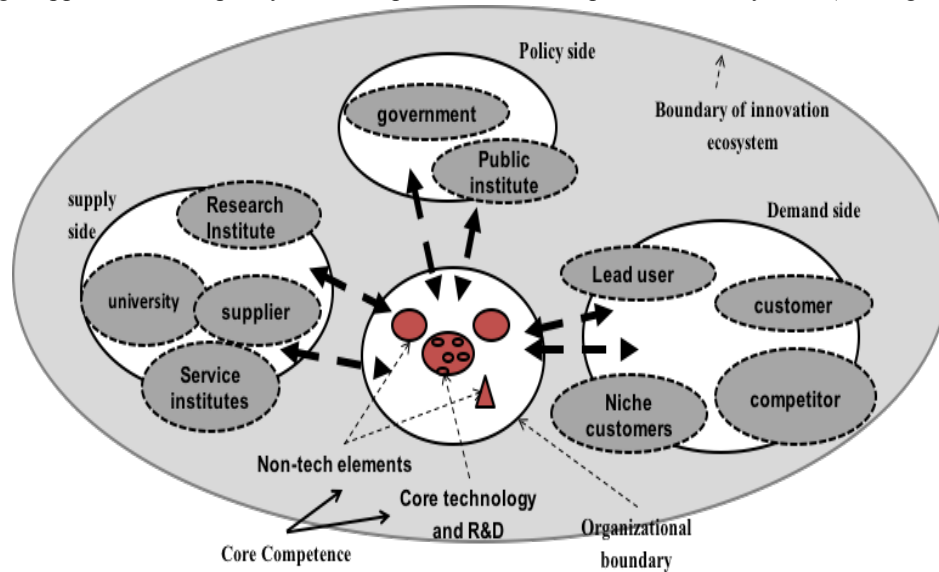 Policy side
government
Public
institute
Boundary of innovation
ecosystem
supply
side
Research
Institute
university
supplier
Service
institutes
Demand side
Lead user
customer
Niche
customers
competitor
Non-tech elements
Core technology
and R&D
Core Competence
Organizational
boundary